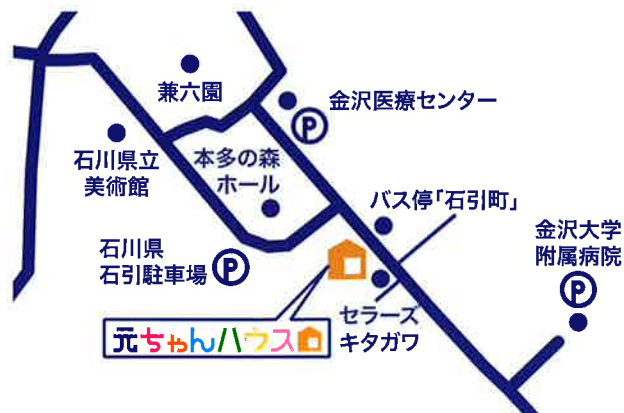 兼六園
金沢医療センター
P
石川県立
美術館
本多の森
ホール
バス停「石引町」
金沢大学
附属病院
P
石川県
石引駐車場
P
セラーズ
キタガワ
元ちゃんハウス